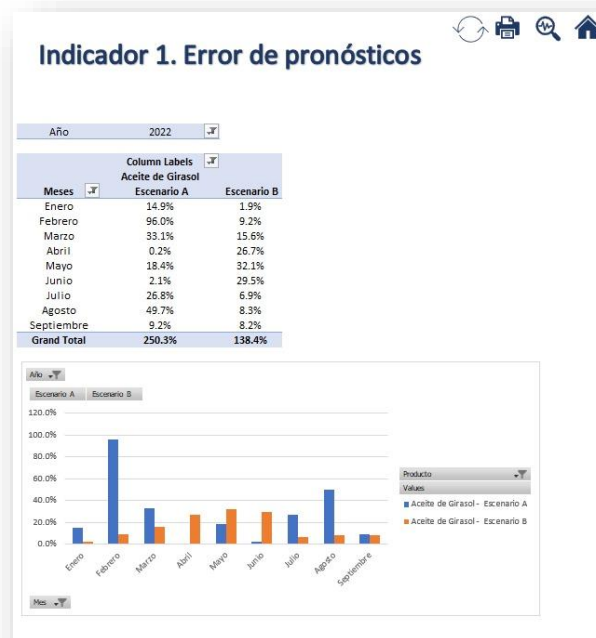 Indicador 1. Error de pronósticos
Año 2022
Column Labels
Aceite de Girasol
Meses Escenario A Escenario B
Enero 14.9% 1.9%
Febrero 96.0% 9.2%
Marzo 33.1% 15.6%
Abril 0.2% 26.7%
Mayo 18.4% 32.1%
Junio 2.1% 29.5%
Julio 26.8% 6.9%
Agosto 49.7% 8.3%
Septiembre 9.2% 8.2%
Grand Total 250.3% 138.4%
Año
Escenario A Escenario B
120.0%
100.0%
80.0%
60.0%
40.0%
20.0%
0.0%
Enero Febrero Marzo Abril Mayo Junio Julio Agosto Septiembre
Producto
Values
Aceite de Girasol - Escenario A
Aceite de Girasol - Escenario B
Mes